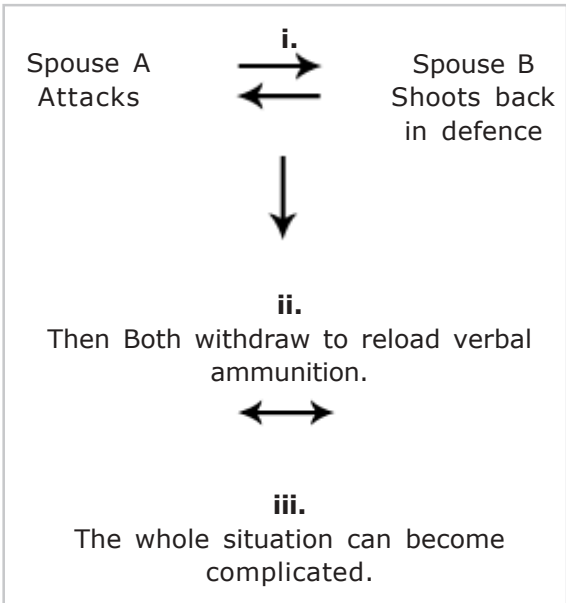 i.
Spouse A
Attacks
Spouse B
Shoots back
in defence
ii.
Then Both withdraw to reload verbal
ammunition.
iii.
The whole situation can become
complicated.